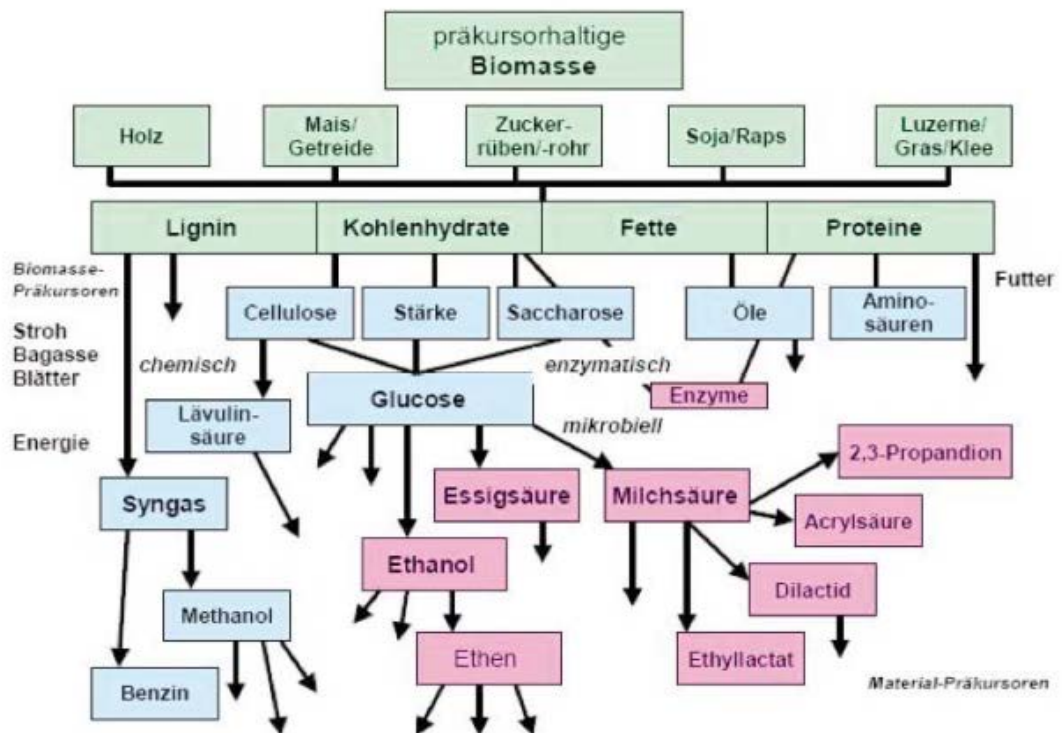 präkursorhaltige
Biomasse
Holz
Mais/
Getreide
Zucker-
rüben/-rohr
Soja/Raps
Luzerne/
Gras/Klee
Lignin
Kohlenhydrate
Fette
Proteine
Biomasse-
Präkursoren
Futter
Cellulose
Stärke
Saccharose
Öle
Amino-
säuren
Stroh
Bagasse
Blätter
chemisch
enzymatisch
Glucose
Enzyme
Lävulin-
säure
mikrobiell
Energie
2,3-Propandion
Syngas
Essigsäure
Milchsäure
Acrylsäure
Ethanol
Dilactid
Methanol
Ethen
Ethyllactat
Benzin
Material-Präkursoren